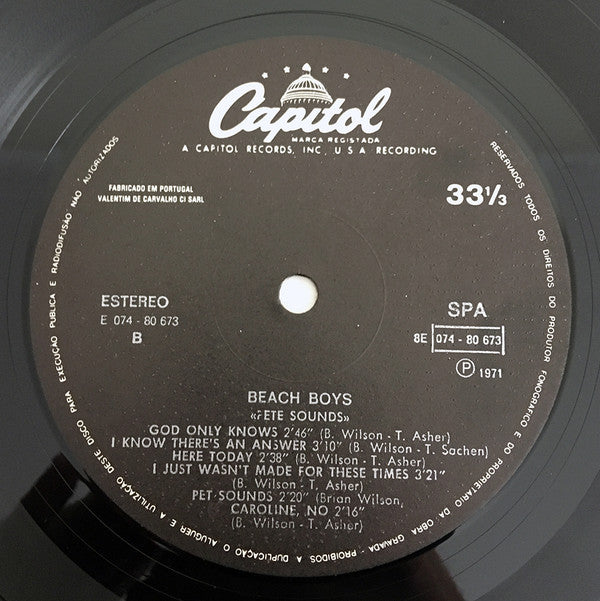 Capitol
MARCA REGISTADA
A CAPITOL RECORDS, INC, U S A RECORDING
FABRICADO EM PORTUGAL
VALENTIM DE CARVALHO CI SARL
33⅓
ESTEREO
E 074 - 80 673
B
SPA
8E 074 - 80 673
Ⓟ 1971
BEACH BOYS
«PETE SOUNDS»
GOD ONLY KNOWS 2'46" (B. Wilson - T. Asher)
I KNOW THERE'S AN ANSWER 3'10" (B. Wilson - T. Sachen)
HERE TODAY 2'38" (B. Wilson - T. Asher)
I JUST WASN'T MADE FOR THESE TIMES 3'21"
(B. Wilson - T. Asher)
PET SOUNDS 2'20" (Brian Wilson,
CAROLINE, NO 2'16"
(B. Wilson - T. Asher)
RESERVADOS TODOS OS DIREITOS DO PRODUTOR FONOGRAFICO E DO PROPRIETARIO DA OBRA GRAVADA - PROIBIDOS A DUPLICAÇÃO O ALUGUER E A UTILIZAÇÃO DESTE DISCO PARA EXECUÇÃO PUBLICA E RADIODIFUSÃO NÃO AUTORIZADOS